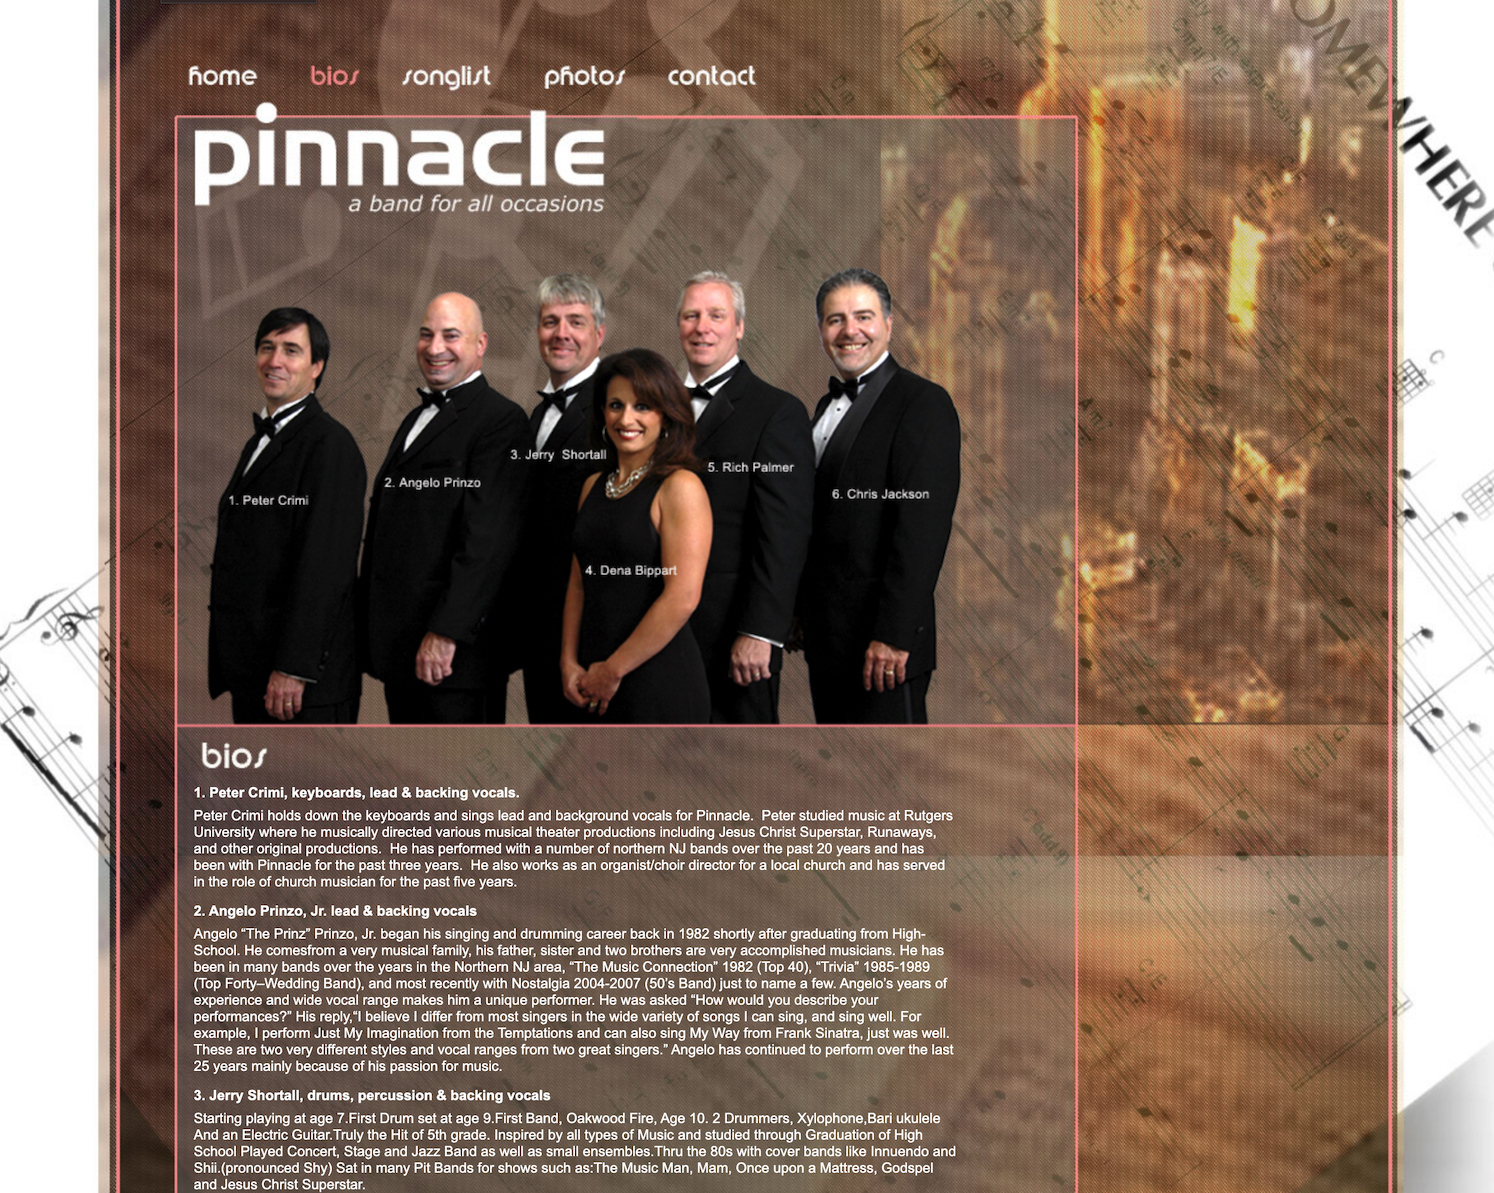 home bios songlist photos contact
pinnacle
a band for all occasions
SOMEWHERE
1. Peter Crimi
2. Angelo Prinzo
3. Jerry  Shortall
4. Dena Bippart
5. Rich Palmer
6. Chris Jackson
bios
1. Peter Crimi, keyboards, lead & backing vocals.
Peter Crimi holds down the keyboards and sings lead and background vocals for Pinnacle.  Peter studied music at Rutgers
University where he musically directed various musical theater productions including Jesus Christ Superstar, Runaways,
and other original productions.  He has performed with a number of northern NJ bands over the past 20 years and has
been with Pinnacle for the past three years.  He also works as an organist/choir director for a local church and has served
in the role of church musician for the past five years.
2. Angelo Prinzo, Jr. lead & backing vocals
Angelo “The Prinz” Prinzo, Jr. began his singing and drumming career back in 1982 shortly after graduating from High-
School. He comesfrom a very musical family, his father, sister and two brothers are very accomplished musicians. He has
been in many bands over the years in the Northern NJ area, “The Music Connection” 1982 (Top 40), “Trivia” 1985-1989
(Top Forty–Wedding Band), and most recently with Nostalgia 2004-2007 (50’s Band) just to name a few. Angelo’s years of
experience and wide vocal range makes him a unique performer. He was asked “How would you describe your
performances?” His reply,“I believe I differ from most singers in the wide variety of songs I can sing, and sing well. For
example, I perform Just My Imagination from the Temptations and can also sing My Way from Frank Sinatra, just was well.
These are two very different styles and vocal ranges from two great singers.” Angelo has continued to perform over the last
25 years mainly because of his passion for music.
3. Jerry Shortall, drums, percussion & backing vocals
Starting playing at age 7.First Drum set at age 9.First Band, Oakwood Fire, Age 10. 2 Drummers, Xylophone,Bari ukulele
And an Electric Guitar.Truly the Hit of 5th grade. Inspired by all types of Music and studied through Graduation of High
School Played Concert, Stage and Jazz Band as well as small ensembles.Thru the 80s with cover bands like Innuendo and
Shii.(pronounced Shy) Sat in many Pit Bands for shows such as:The Music Man, Mam, Once upon a Mattress, Godspel
and Jesus Christ Superstar.